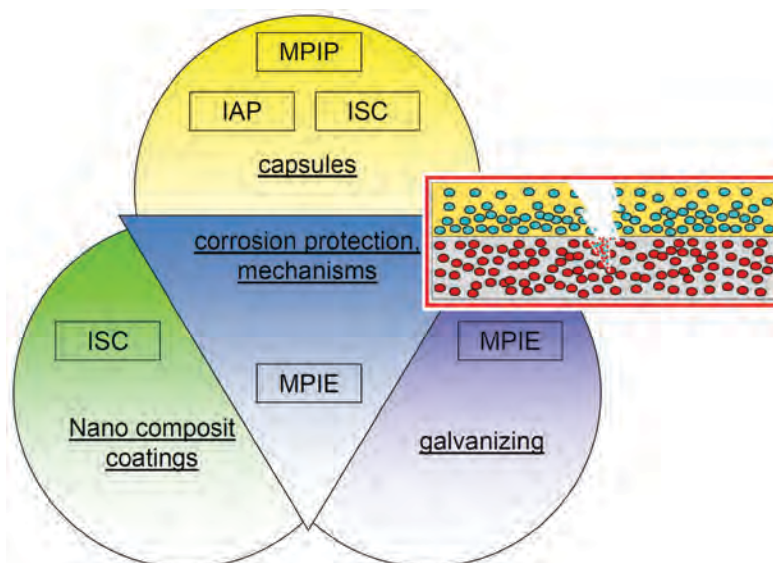 MPIP
IAP ISC
capsules
corrosion protection,
mechanisms
ISC
MPIE
MPIE
Nano composit
coatings
galvanizing